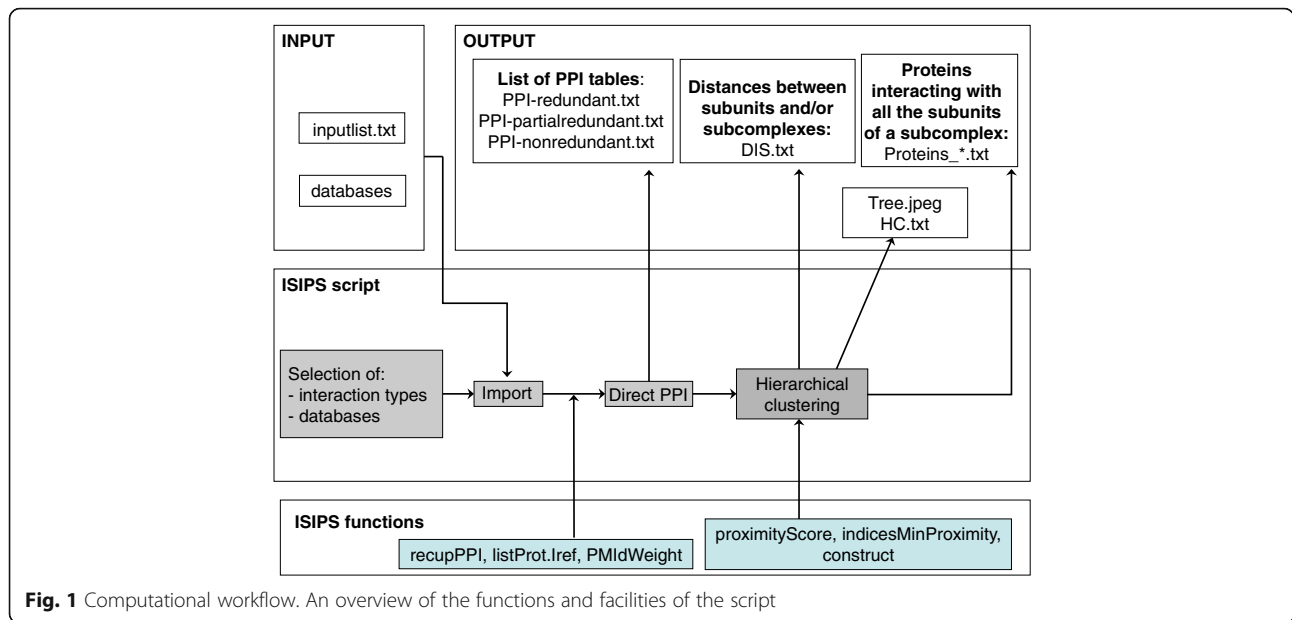 INPUT
inputlist.txt
databases
OUTPUT
List of PPI tables:
PPI-redundant.txt
PPI-partialredundant.txt
PPI-nonredundant.txt
Distances between
subunits and/or
subcomplexes:
DIS.txt
Proteins
interacting with
all the subunits
of a subcomplex:
Proteins_*.txt
Tree.jpeg
HC.txt
ISIPS script
Selection of:
- interaction types
- databases
Import
Direct PPI
Hierarchical
clustering
ISIPS functions
recupPPI, listProt.Iref, PMIdWeight
proximityScore, indicesMinProximity,
construct
Fig. 1 Computational workflow. An overview of the functions and facilities of the script